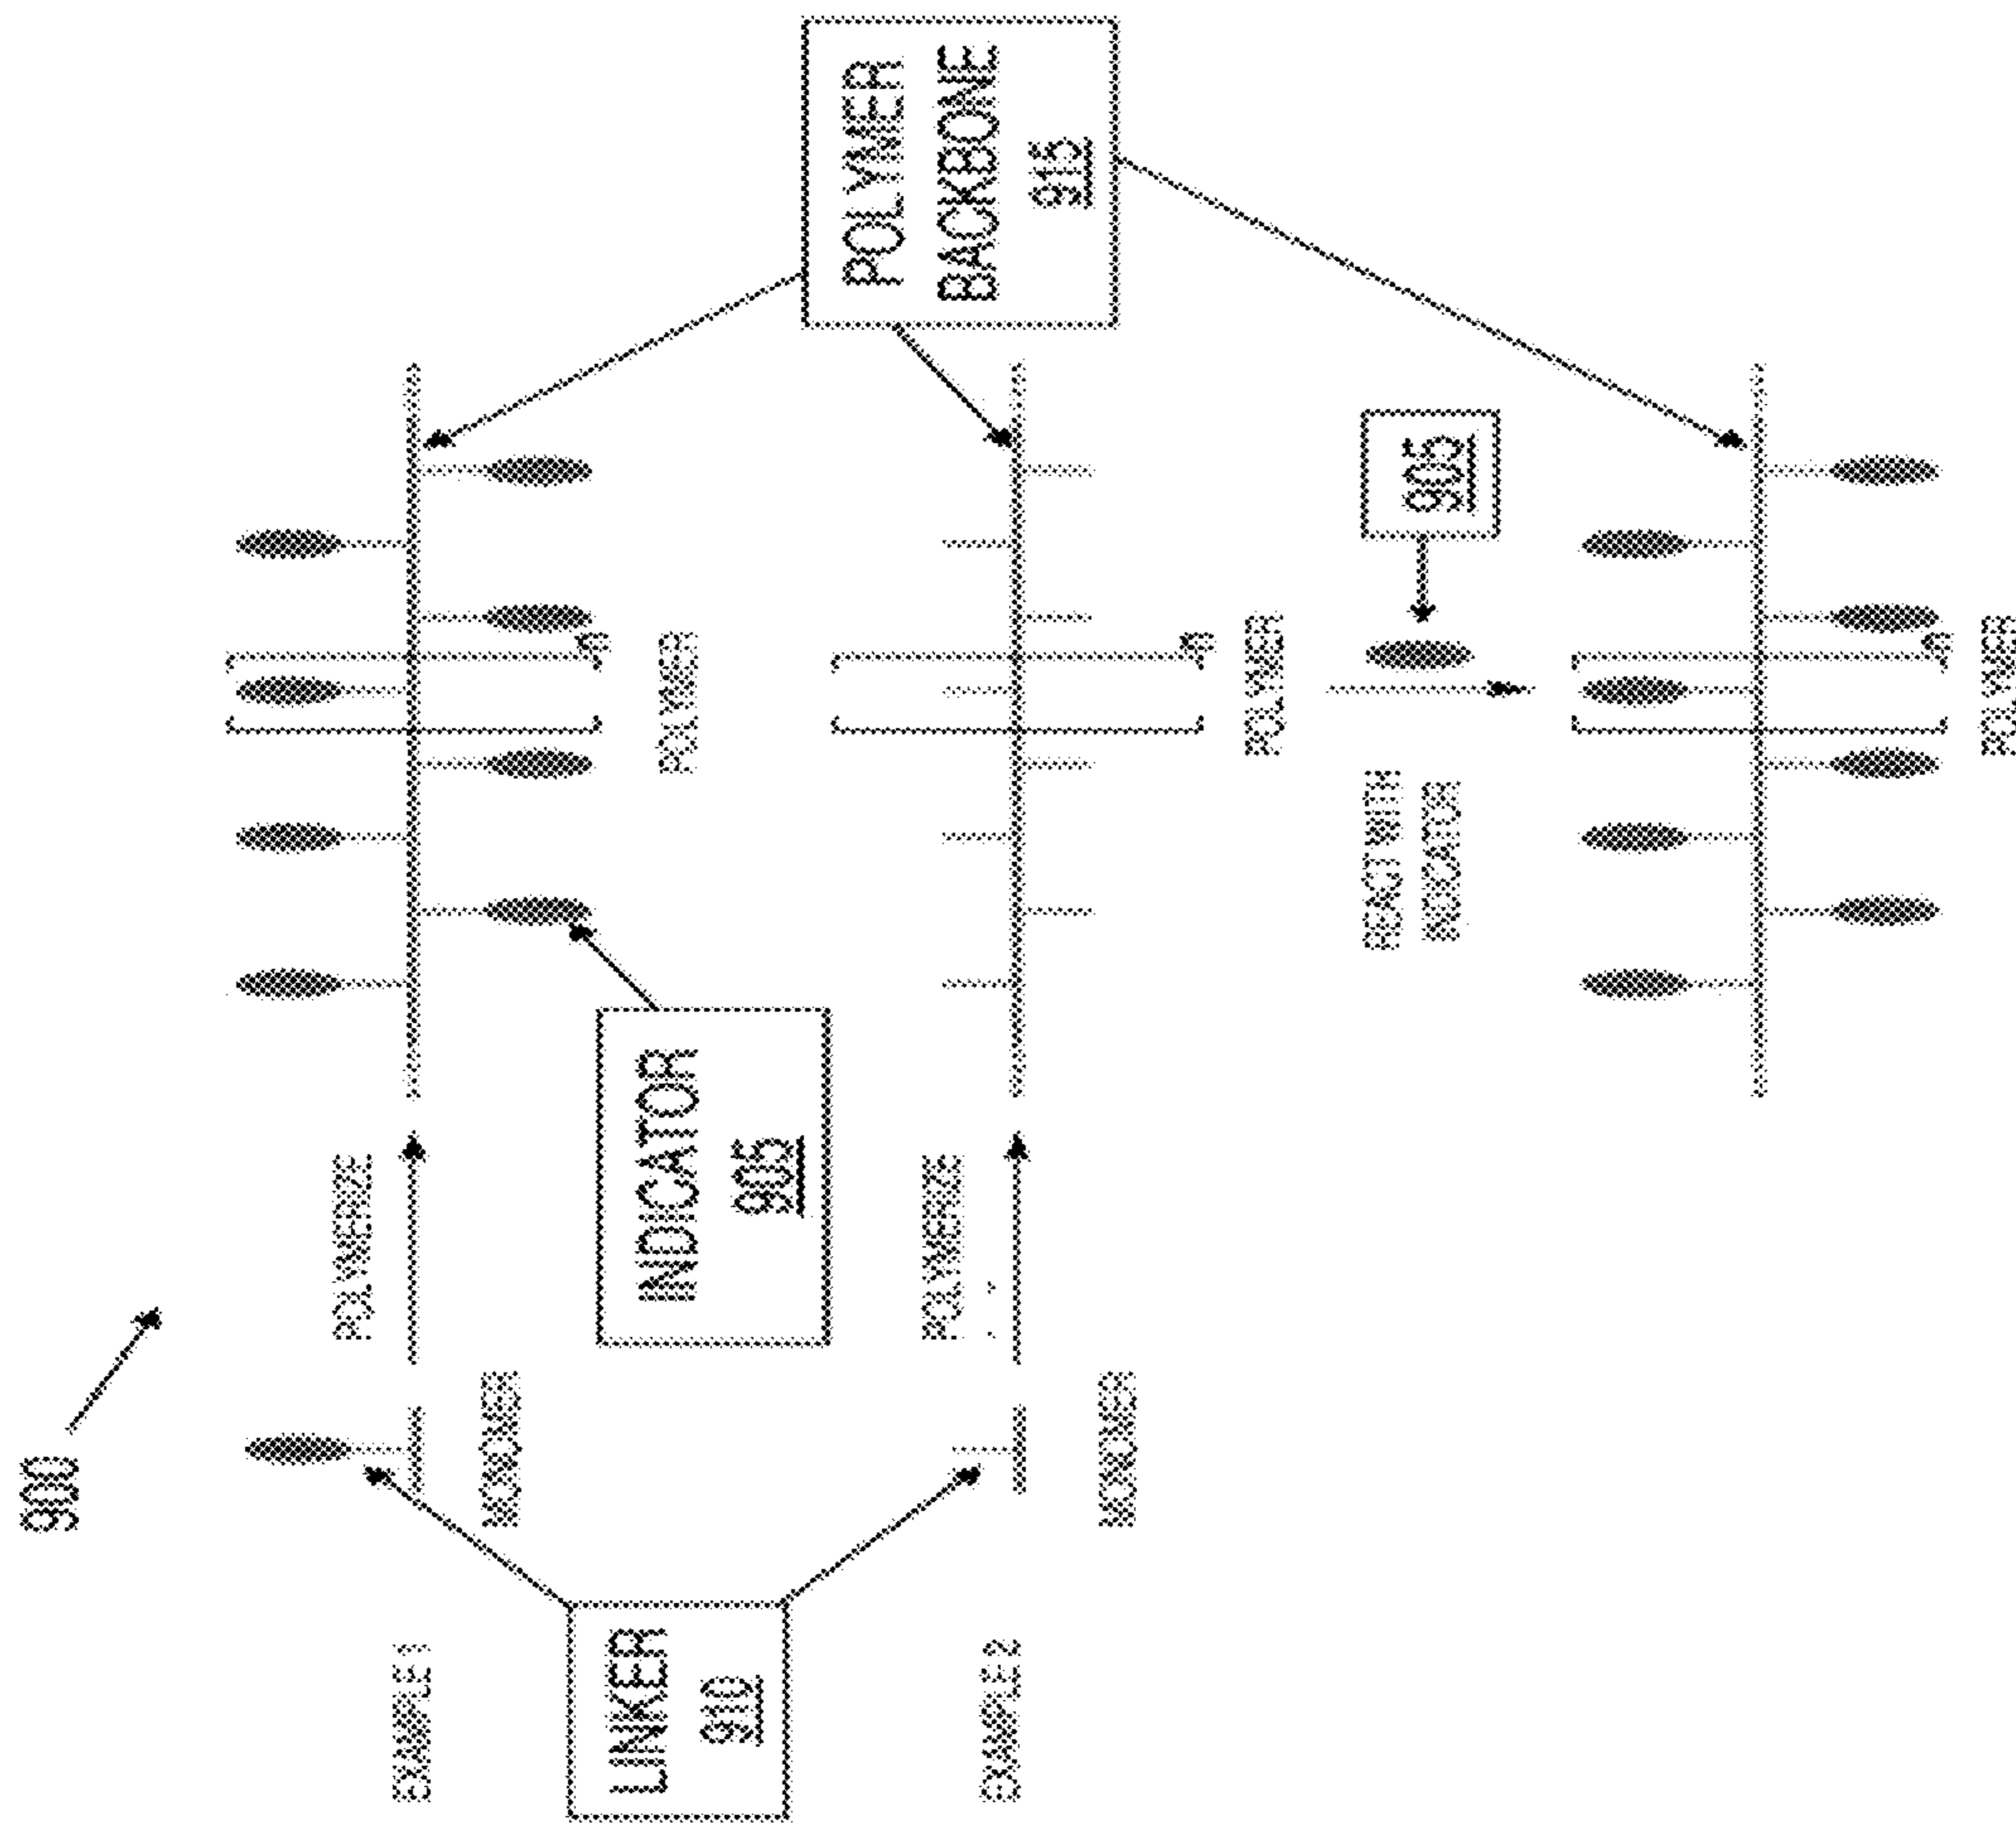 900
EXAMPLE 1
MONOMER
POLYMERIZE
POLYMER
n
LINKER
910
INDICATOR
905
POLYMER
BACKBONE
915
EXAMPLE 2
MONOMER
POLYMERIZE
POLYMER
n
REACT WITH
INDICATOR
905
POLYMER
n